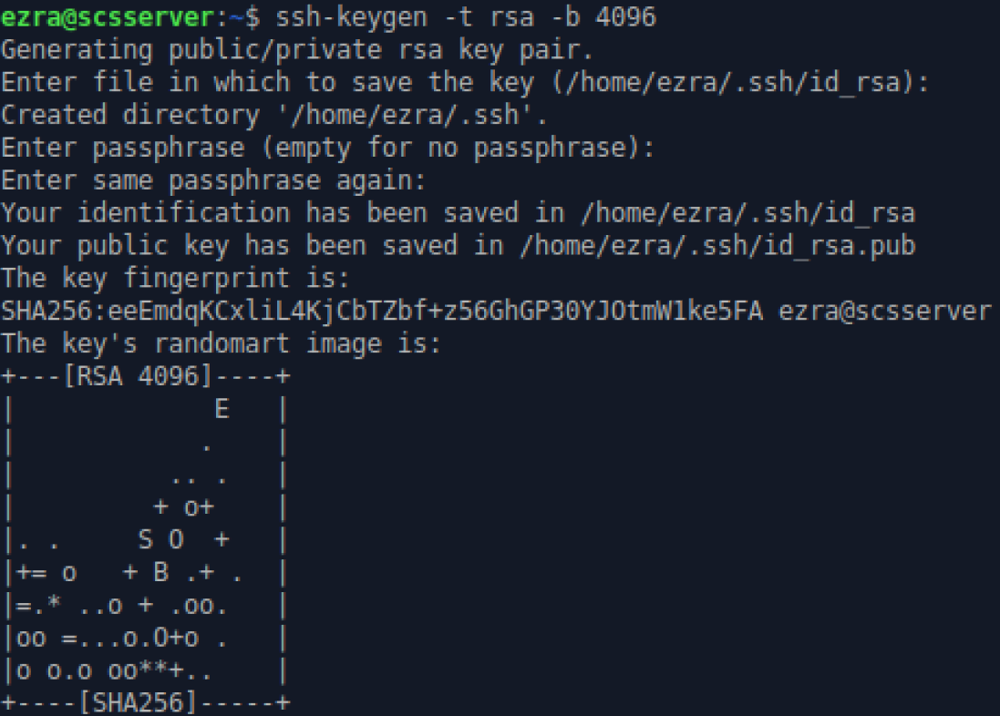 ezra@scsserver:~$ ssh-keygen -t rsa -b 4096
Generating public/private rsa key pair.
Enter file in which to save the key (/home/ezra/.ssh/id_rsa):
Created directory '/home/ezra/.ssh'.
Enter passphrase (empty for no passphrase):
Enter same passphrase again:
Your identification has been saved in /home/ezra/.ssh/id_rsa
Your public key has been saved in /home/ezra/.ssh/id_rsa.pub
The key fingerprint is:
SHA256:eeEmdqKCxliL4KjCbTZbf+z56GhGP30YJOtmW1ke5FA ezra@scsserver
The key's randomart image is:
+---[RSA 4096]----+
|             E   |
|            .    |
|          .. .   |
|         + o+    |
|. .     S O  +   |
|+= o   + B .+ .  |
|=.* ..o + .oo.   |
|oo =...o.O+o .   |
|o o.o oo**+..    |
+----[SHA256]-----+